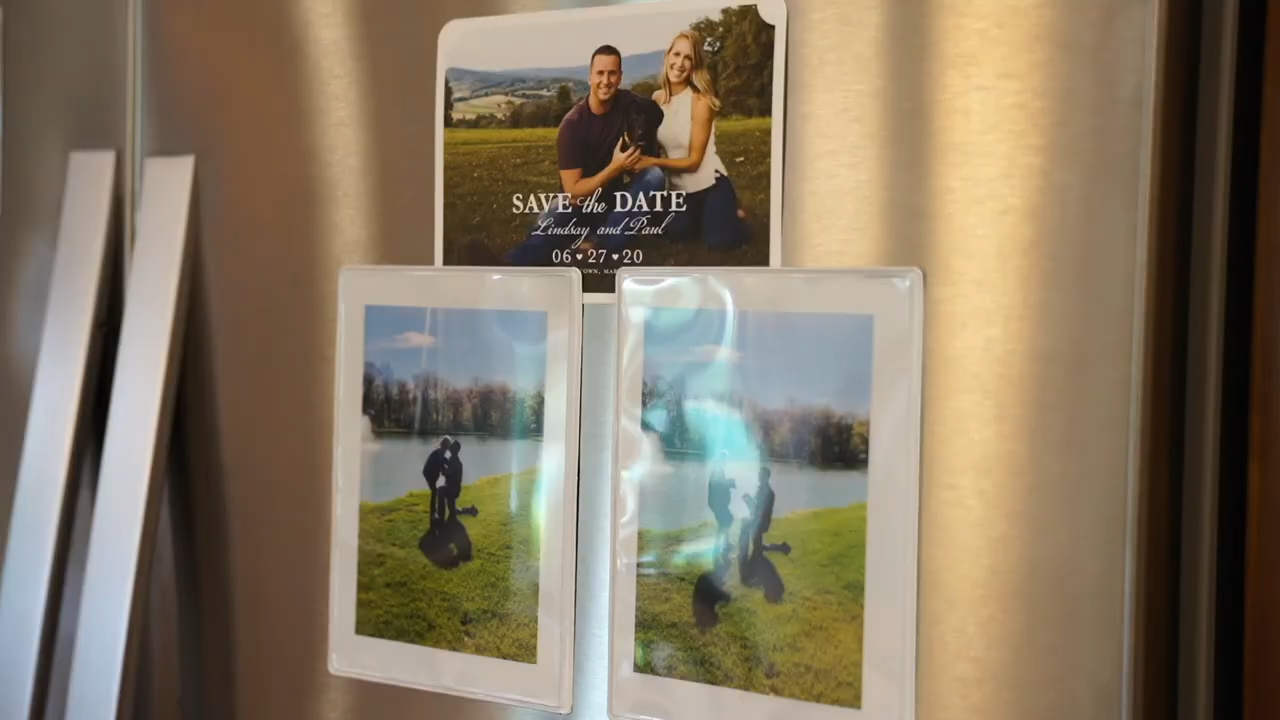 SAVE the DATE
Lindsay and Paul
06 ♥ 27 ♥ 20